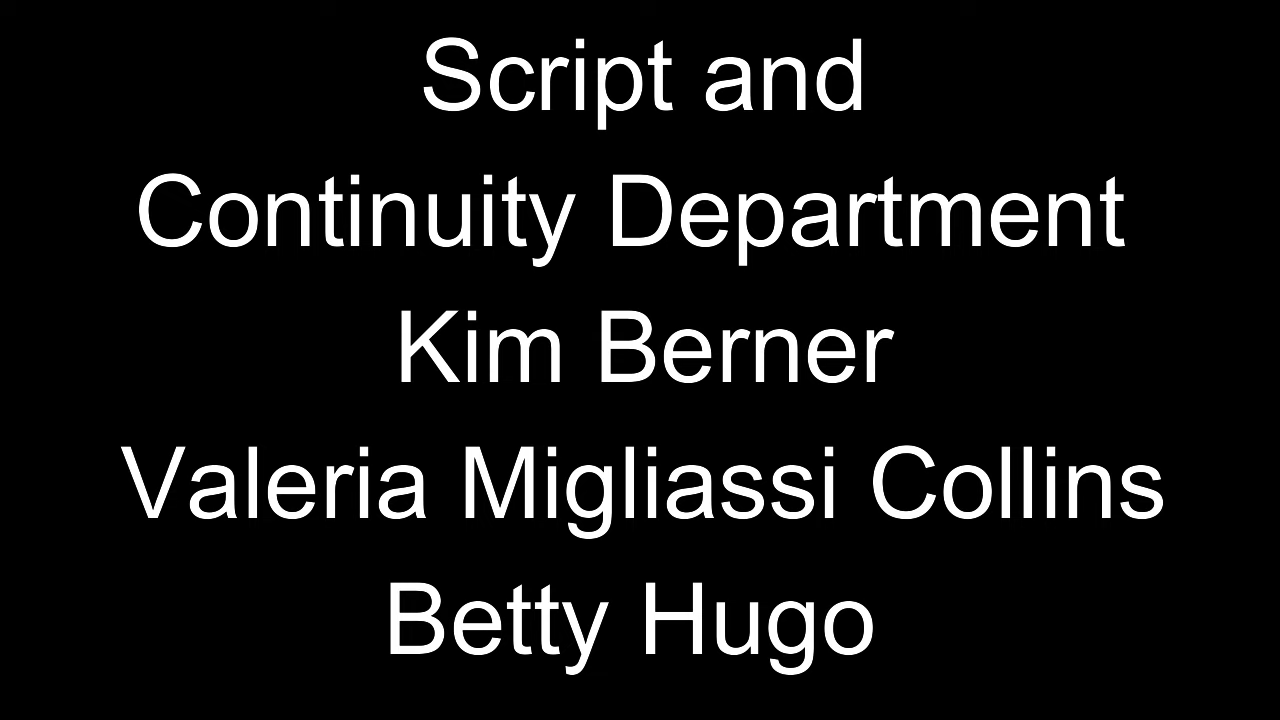 Script and
Continuity Department
Kim Berner
Valeria Migliassi Collins
Betty Hugo